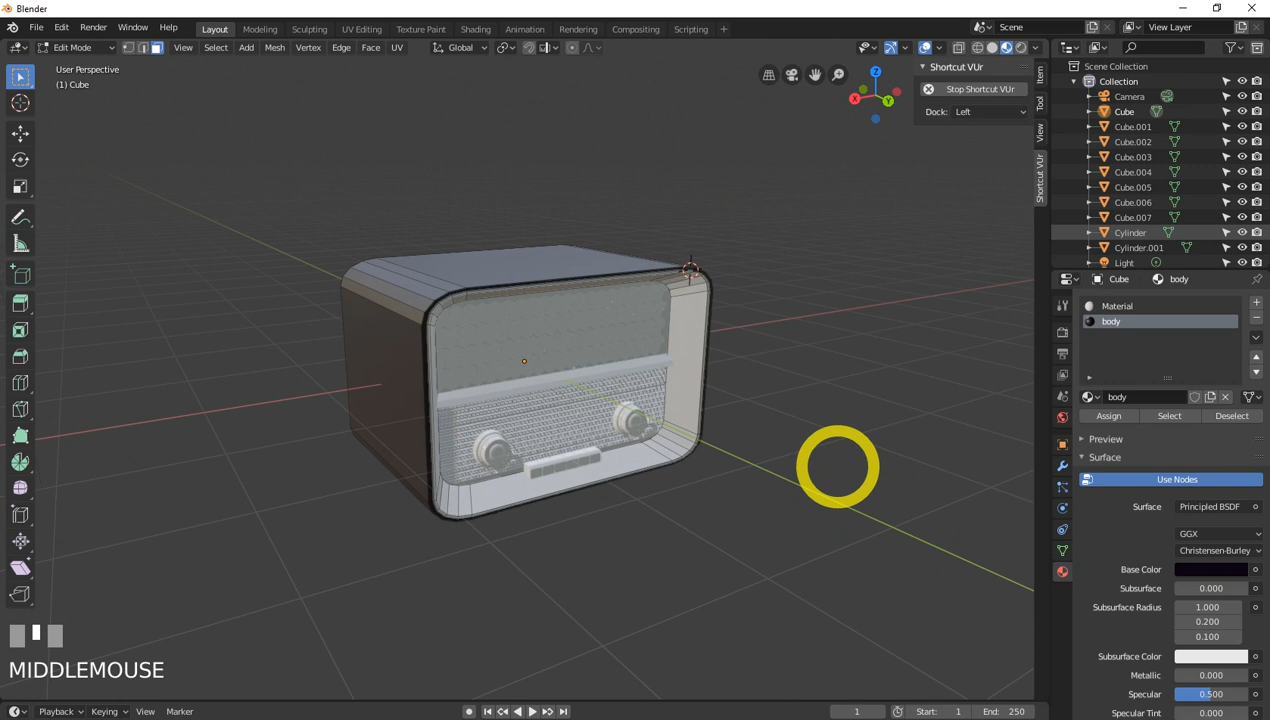 Blender
File Edit Render Window Help Layout Modeling Sculpting UV Editing Texture Paint Shading Animation Rendering Compositing Scripting + Scene View Layer
Edit Mode View Select Add Mesh Vertex Edge Face UV Global
User Perspective
(1) Cube
Shortcut VUr
Stop Shortcut VUr
Dock: Left
Item
Tool
View
Shortcut VUr
X
Y
Z
Scene Collection
Collection
Camera
Cube
Cube.001
Cube.002
Cube.003
Cube.004
Cube.005
Cube.006
Cube.007
Cylinder
Cylinder.001
Light
Cube body
Material
body
body
Assign Select Deselect
Preview
Surface
Use Nodes
Surface Principled BSDF
GGX
Christensen-Burley
Base Color
Subsurface 0.000
Subsurface Radius 1.000
0.200
0.100
Subsurface Color
Metallic 0.000
Specular 0.500
Specular Tint 0.000
MIDDLEMOUSE
Playback Keying View Marker 1 Start: 1 End: 250